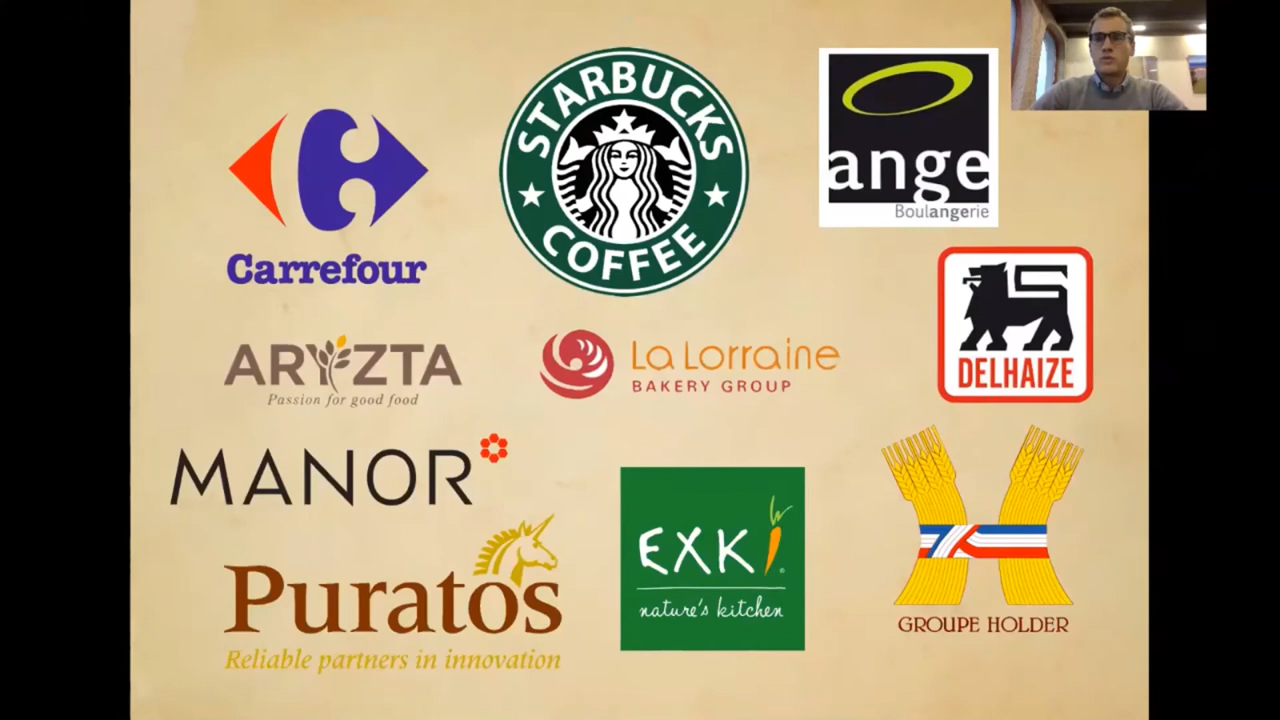 Carrefour
STARBUCKS
COFFEE
ange
Boulangerie
ARYZTA
Passion for good food
La Lorraine
BAKERY GROUP
DELHAIZE
MANOR
Puratos
Reliable partners in innovation
EXKi
nature's kitchen
GROUPE HOLDER